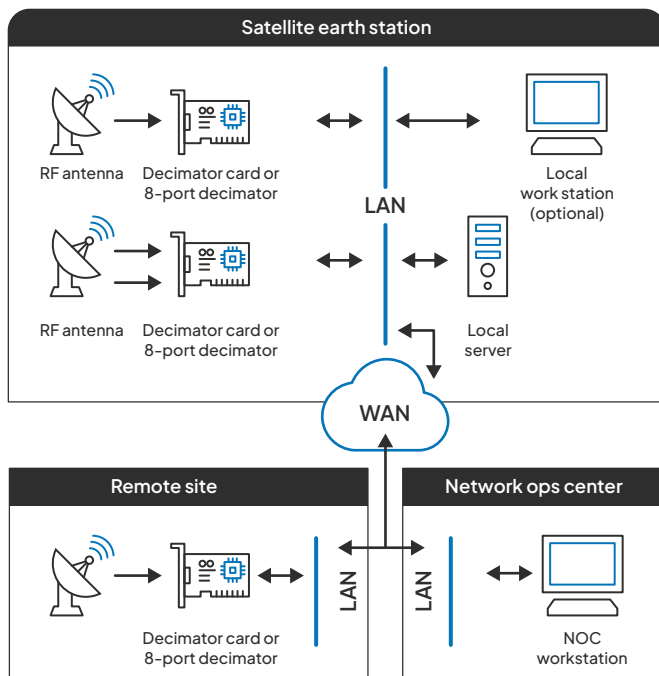 Satellite earth station
RF antenna
Decimator card or
8-port decimator
Local
work station
(optional)
LAN
RF antenna
Decimator card or
8-port decimator
Local
server
WAN
Remote site
Network ops center
LAN
LAN
Decimator card or
8-port decimator
NOC
workstation